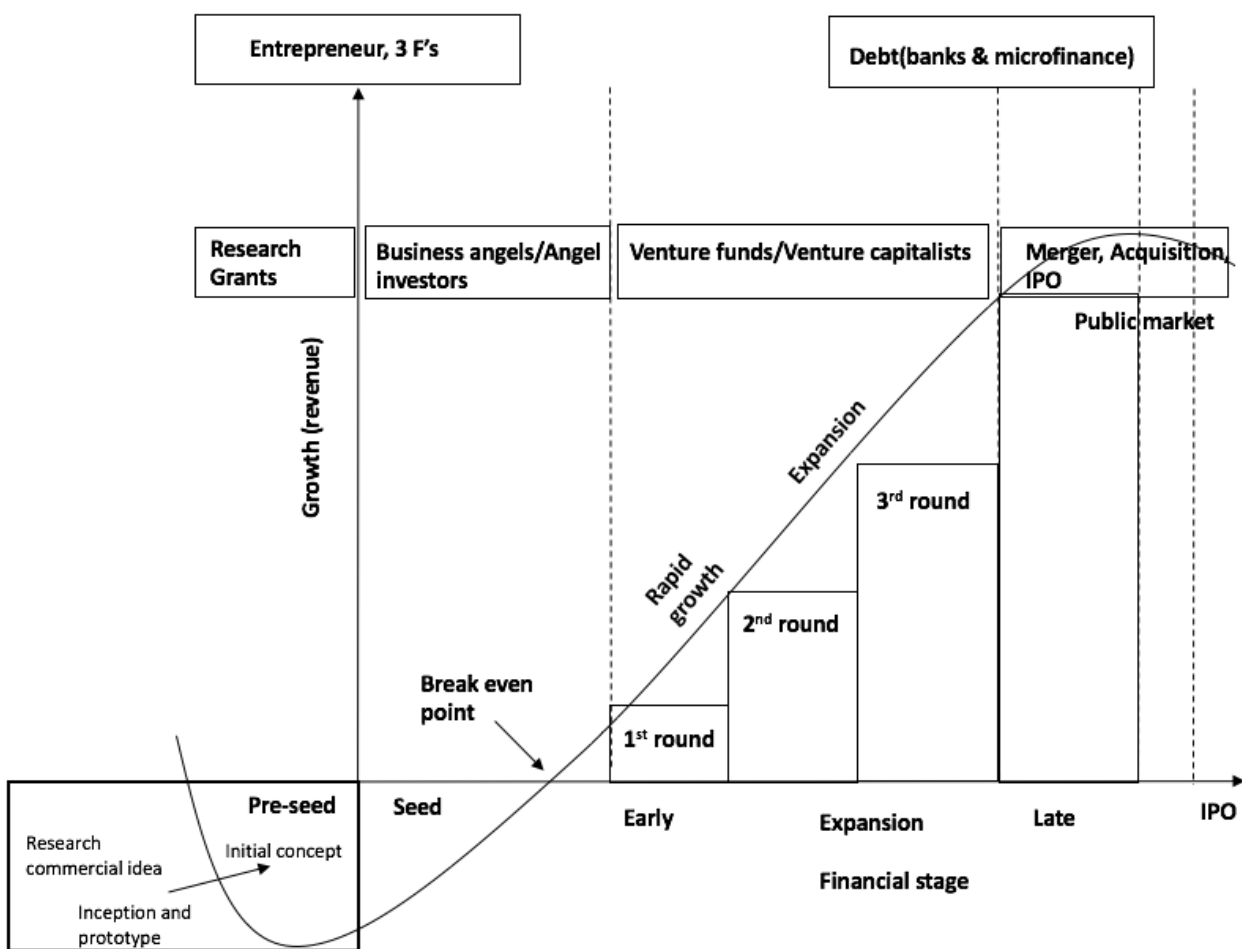 Entrepreneur, 3 F's
Debt(banks & microfinance)
Research
Grants
Business angels/Angel
investors
Venture funds/Venture capitalists
Merger, Acquisition,
IPO
Public market
Growth (revenue)
Expansion
Rapid
growth
3rd round
2nd round
1st round
Break even
point
Pre-seed
Seed
Early
Expansion
Late
IPO
Research
commercial idea
Initial concept
Inception and
prototype
Financial stage